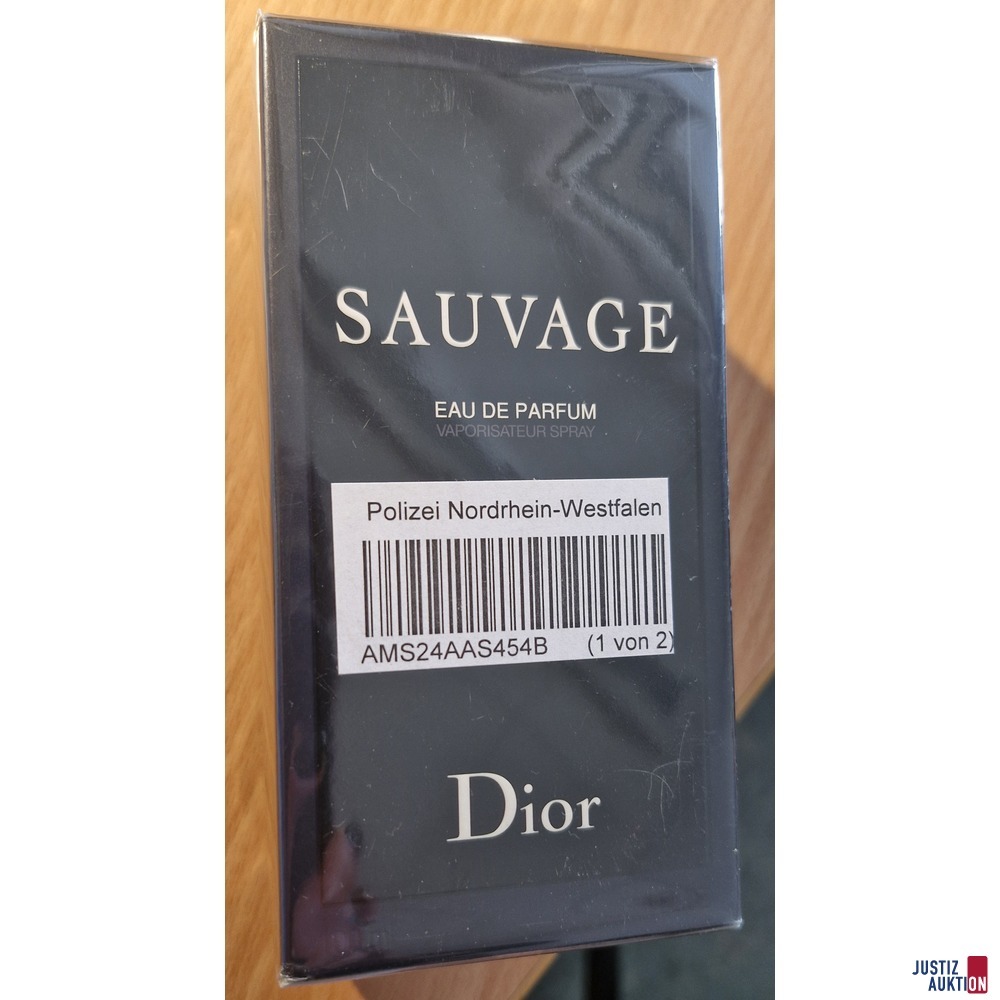 SAUVAGE
EAU DE PARFUM
VAPORISATEUR SPRAY
Polizei Nordrhein-Westfalen
AMS24AAS454B (1 von 2)
Dior
JUSTIZ
AUKTION